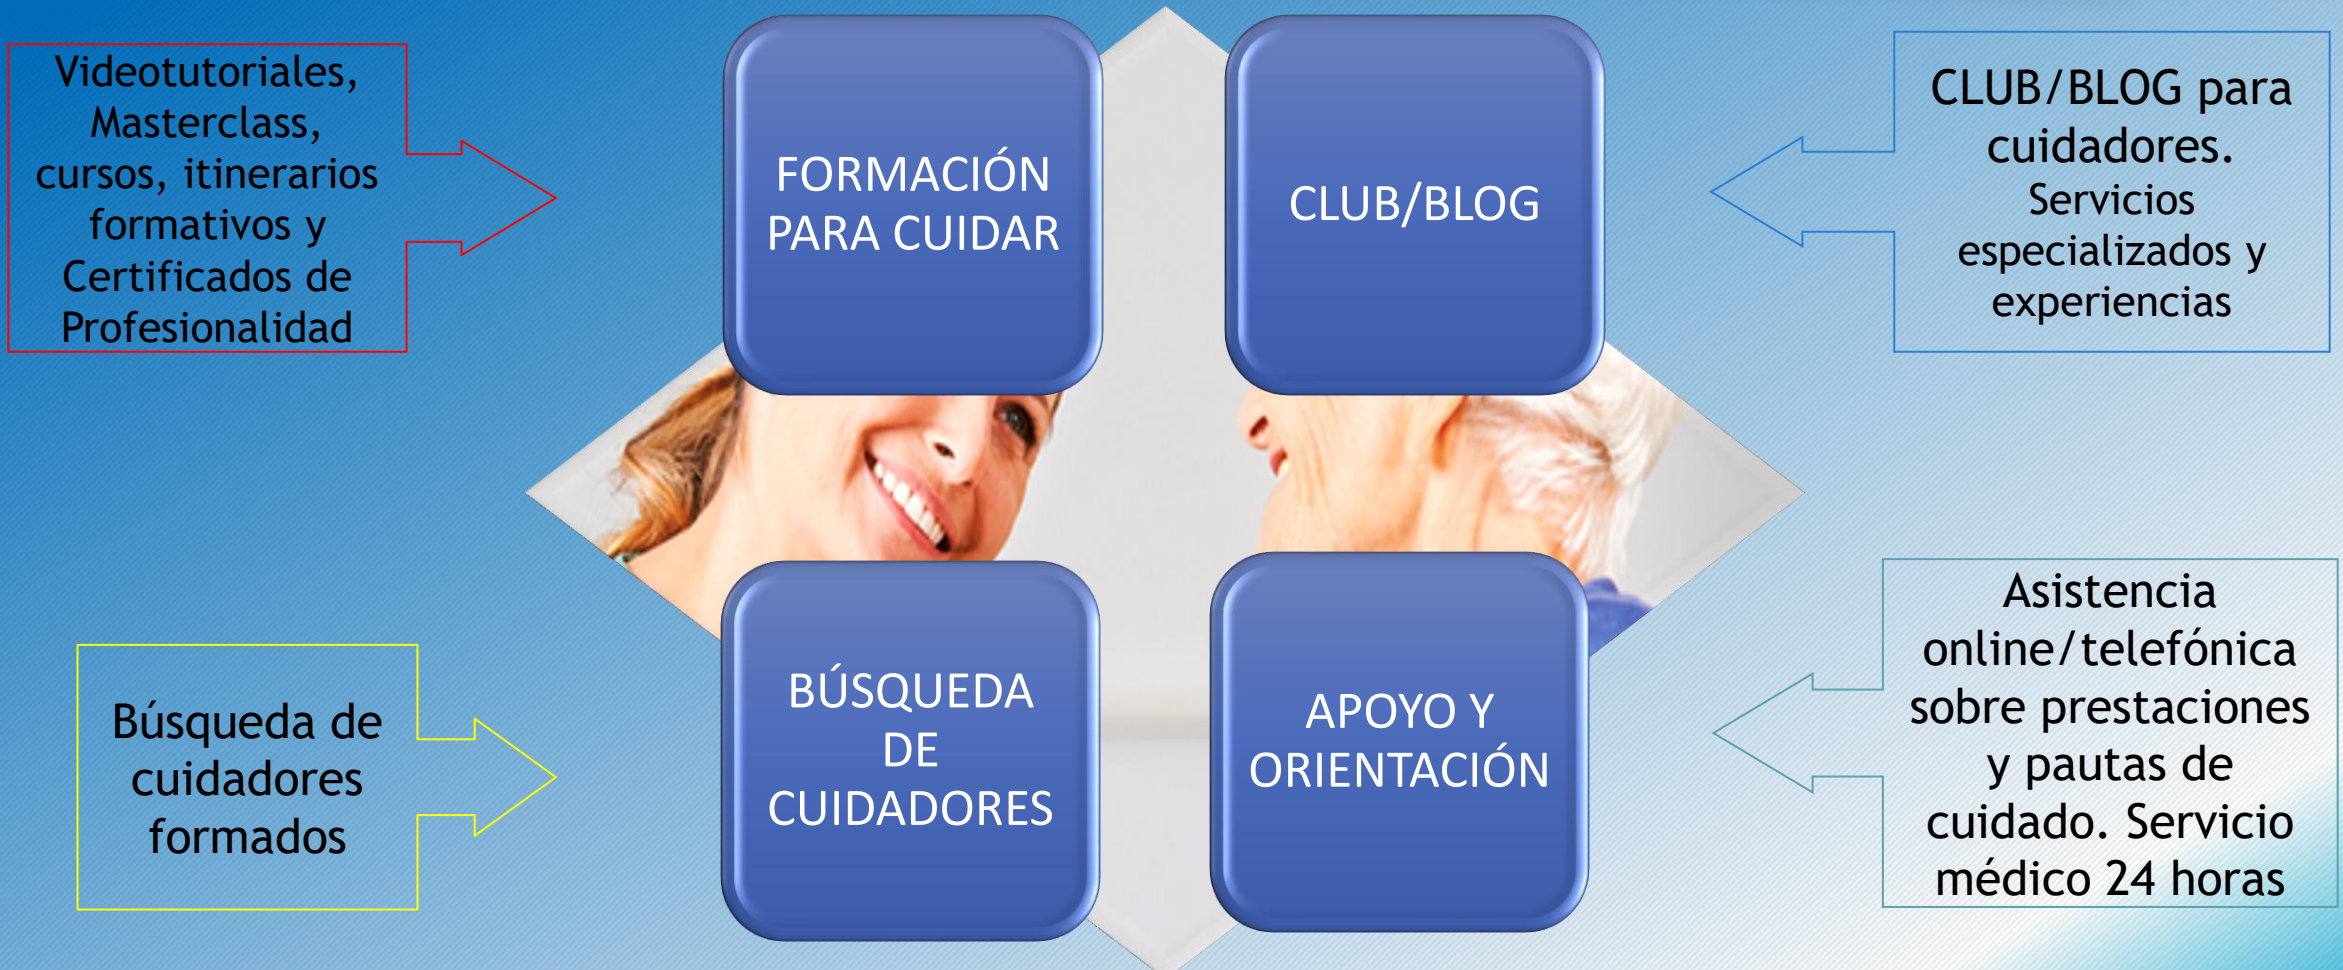 Videotutoriales,
Masterclass,
cursos, itinerarios
formativos y
Certificados de
Profesionalidad
FORMACIÓN
PARA CUIDAR
CLUB/BLOG
CLUB/BLOG para
cuidadores.
Servicios
especializados y
experiencias
Búsqueda de
cuidadores
formados
BÚSQUEDA
DE
CUIDADORES
APOYO Y
ORIENTACIÓN
Asistencia
online/telefónica
sobre prestaciones
y pautas de
cuidado. Servicio
médico 24 horas